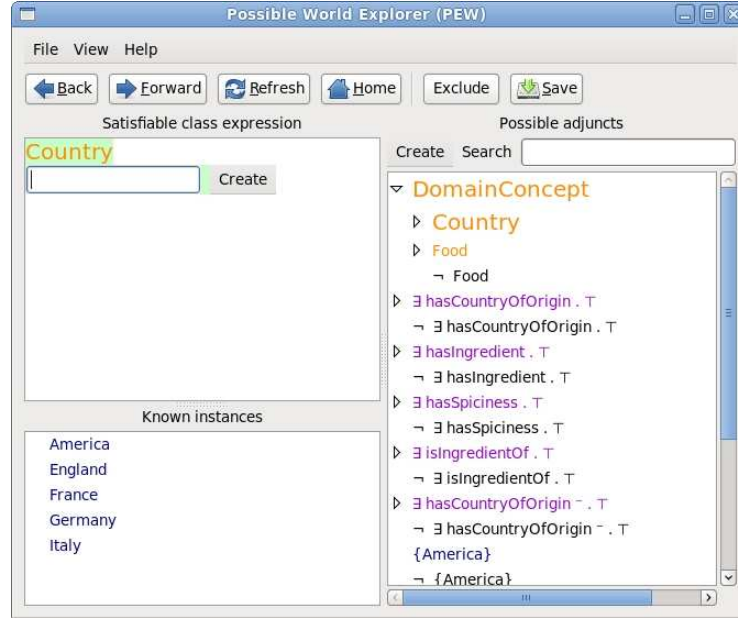 Possible World Explorer (PEW)
File View Help
Back Forward Refresh Home Exclude Save
Satisfiable class expression
Country
Create
Known instances
America
England
France
Germany
Italy
Possible adjuncts
Create Search
DomainConcept
Country
Food
¬ Food
∃ hasCountryOfOrigin . ⊤
¬ ∃ hasCountryOfOrigin . ⊤
∃ hasIngredient . ⊤
¬ ∃ hasIngredient . ⊤
∃ hasSpiciness . ⊤
¬ ∃ hasSpiciness . ⊤
∃ isIngredientOf . ⊤
¬ ∃ isIngredientOf . ⊤
∃ hasCountryOfOrigin ⁻ . ⊤
¬ ∃ hasCountryOfOrigin ⁻ . ⊤
{America}
¬ {America}